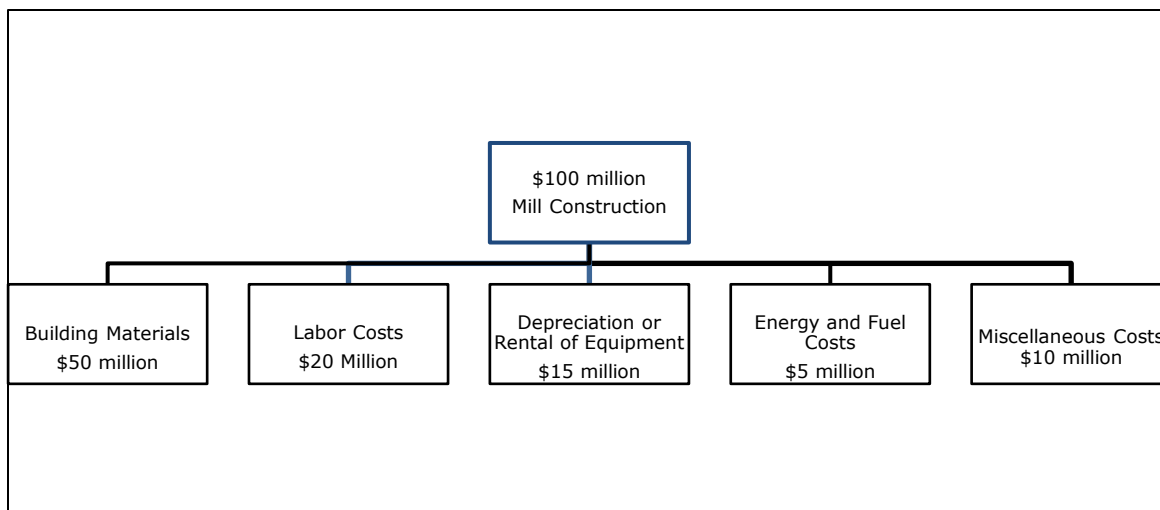 $100 million
Mill Construction
Building Materials
$50 million
Labor Costs
$20 Million
Depreciation or
Rental of Equipment
$15 million
Energy and Fuel
Costs
$5 million
Miscellaneous Costs
$10 million